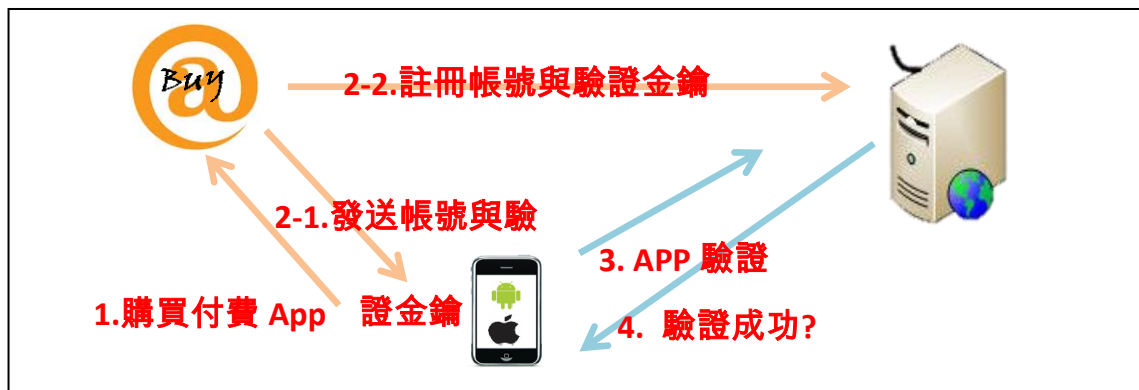 Buy
2-2.註冊帳號與驗證金鑰
2-1.發送帳號與驗
3. APP 驗證
1.購買付費 App
證金鑰
4. 驗證成功?